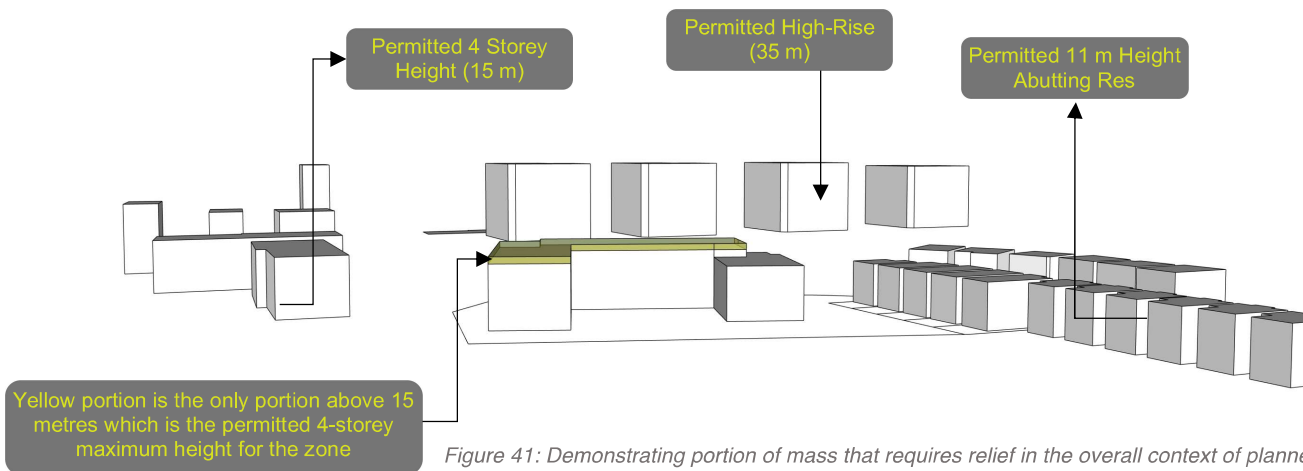 Permitted 4 Storey
Height (15 m)
Permitted High-Rise
(35 m)
Permitted 11 m Height
Abutting Res
Yellow portion is the only portion above 15
metres which is the permitted 4-storey
maximum height for the zone
Figure 41: Demonstrating portion of mass that requires relief in the overall context of planne